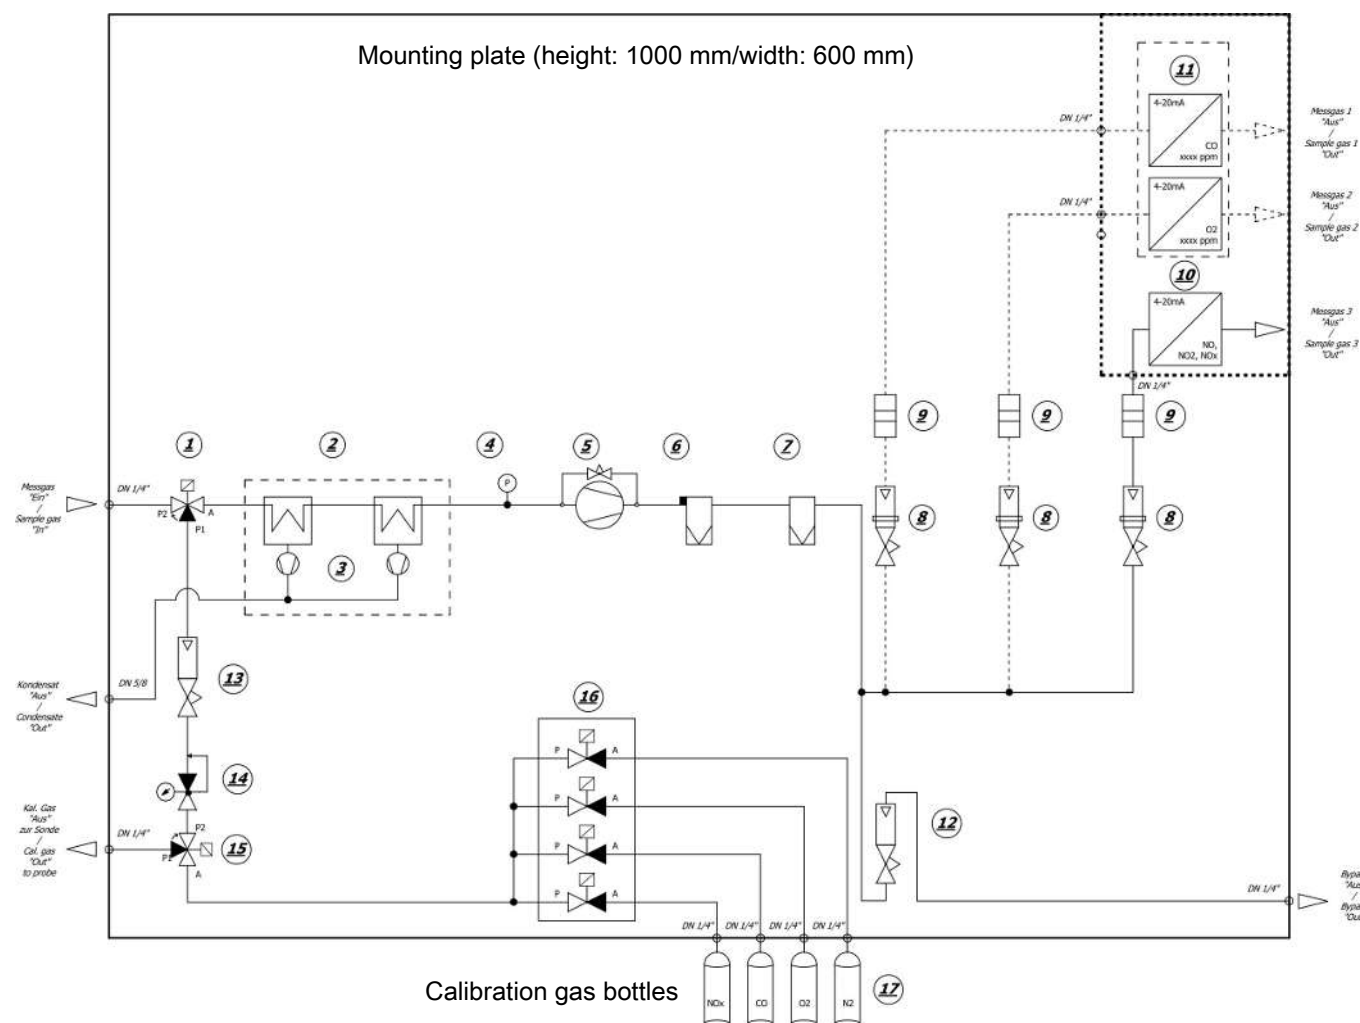 Mounting plate (height: 1000 mm/width: 600 mm)
11
4-20mA
CO
xxxx ppm
DN 1/4"
Messgas 1
"Aus"
/
Sample gas 1
"Out"
4-20mA
O2
xxxx ppm
DN 1/4"
Messgas 2
"Aus"
/
Sample gas 2
"Out"
10
4-20mA
NO,
NO2, NOx
Messgas 3
"Aus"
/
Sample gas 3
"Out"
DN 1/4"
9
9
9
1
2
4
5
6
7
Messgas
"Ein"
/
Sample gas
"In"
DN 1/4"
P2
A
P1
P
8
8
8
3
13
Kondensat
"Aus"
/
Condensate
"Out"
DN 5/8
16
P
A
P
A
P
A
P
A
14
Kal. Gas
"Aus"
zur Sonde
/
Cal. gas
"Out"
to probe
DN 1/4"
P2
P1
A
15
12
DN 1/4"
Bypa
"Aus
/
Bypa
"Ou
DN 1/4"
DN 1/4"
DN 1/4"
DN 1/4"
Calibration gas bottles
NOx
CO
O2
N2
17